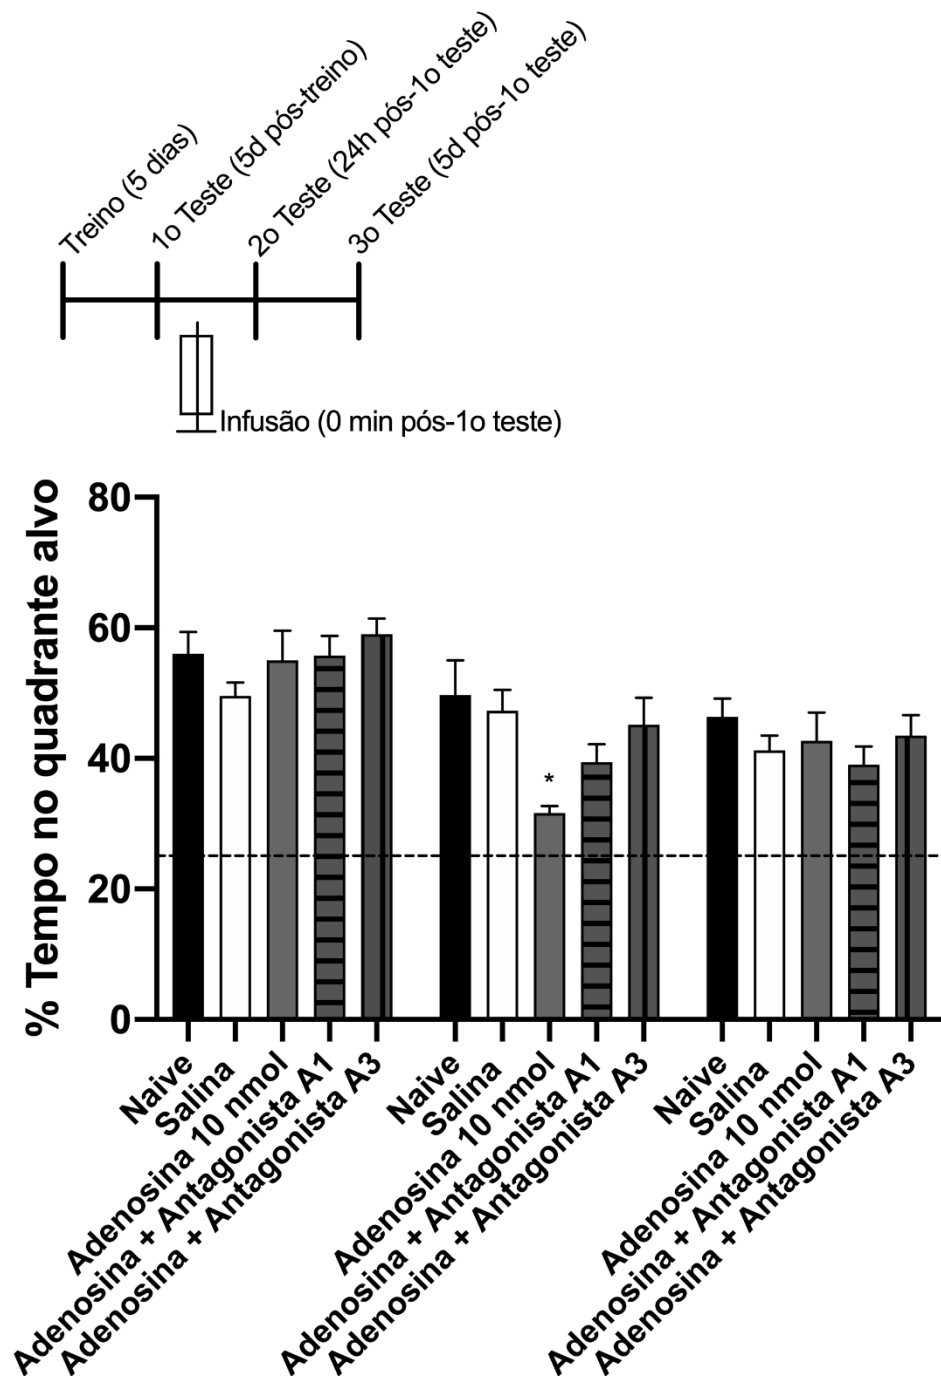 Treino (5 dias)
1o Teste (5d pós-treino)
2o Teste (24h pós-1o teste)
3o Teste (5d pós-1o teste)
Infusão (0 min pós-1o teste)
% Tempo no quadrante alvo
80
60
40
20
0
*
Naive
Salina
Adenosina 10 nmol
Adenosina + Antagonista A1
Adenosina + Antagonista A3
Naive
Salina
Adenosina 10 nmol
Adenosina + Antagonista A1
Adenosina + Antagonista A3
Naive
Salina
Adenosina 10 nmol
Adenosina + Antagonista A1
Adenosina + Antagonista A3